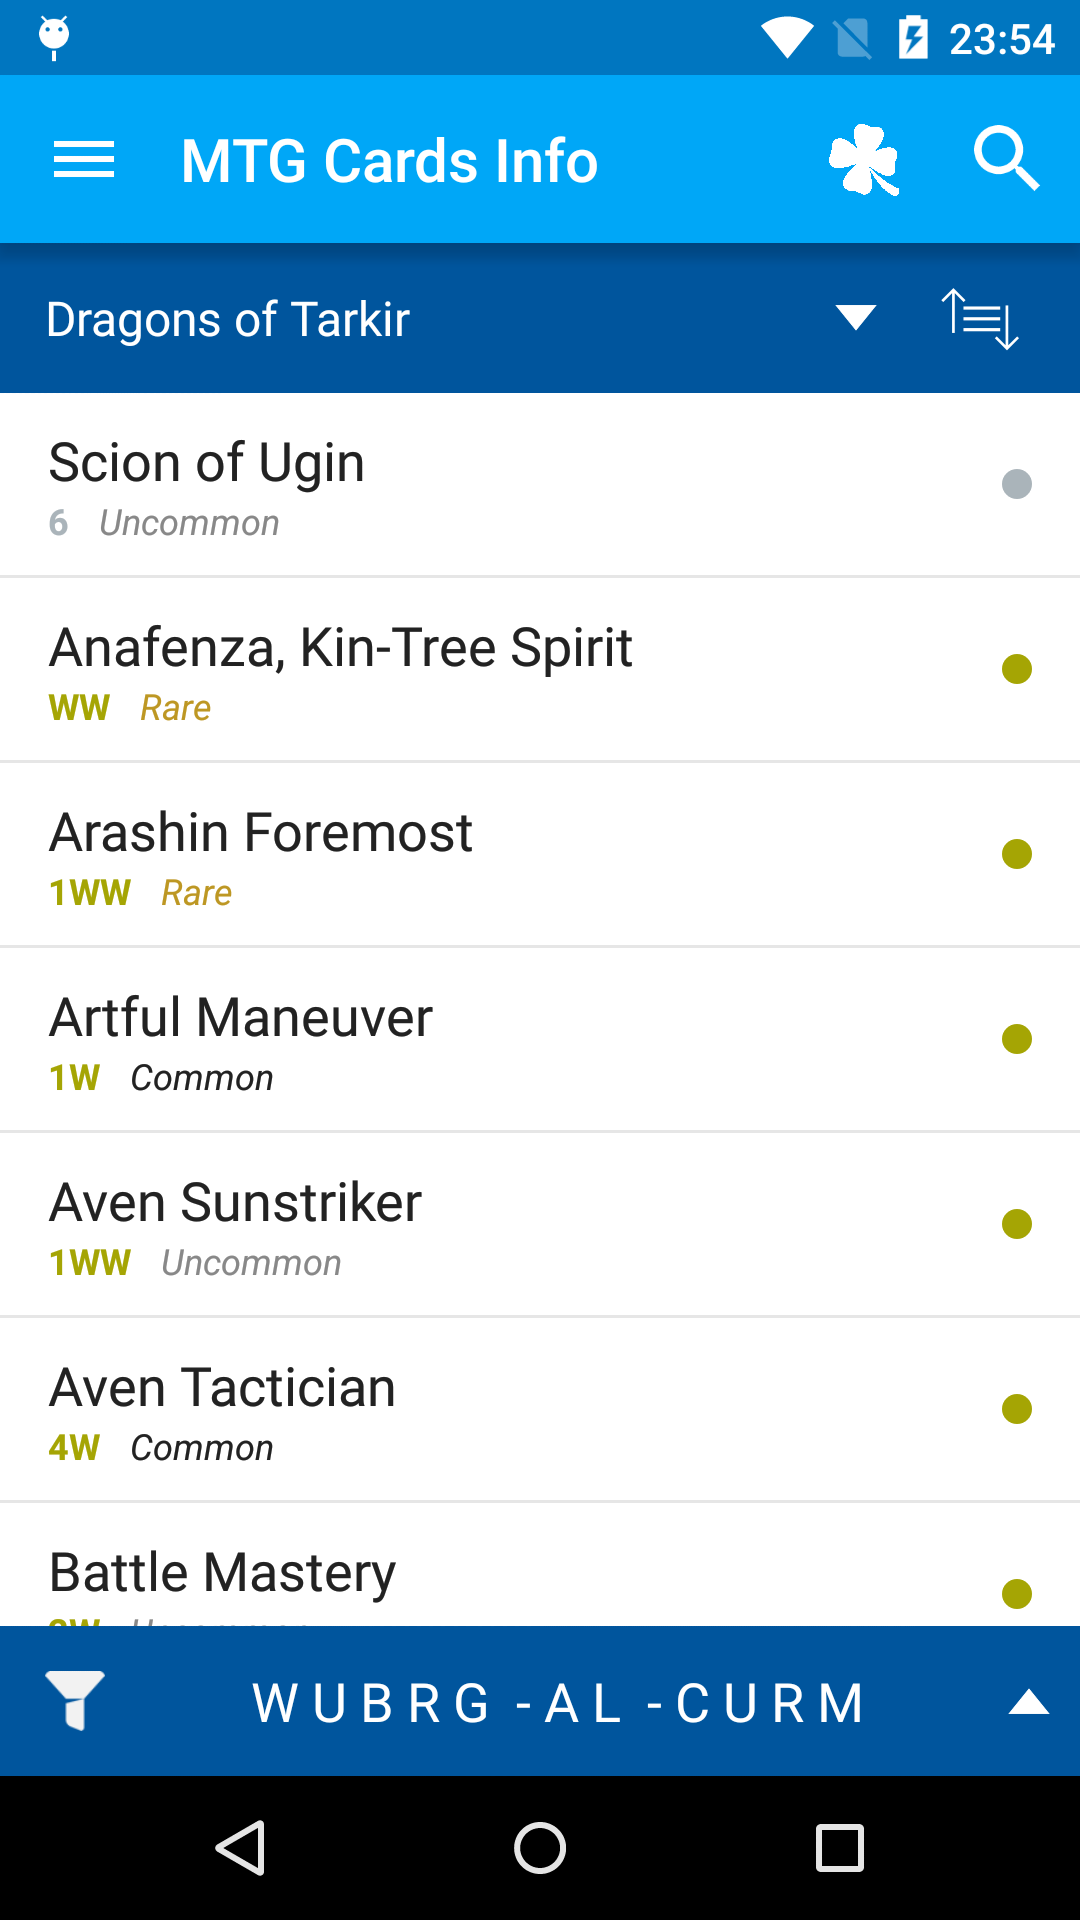 23:54
MTG Cards Info
Dragons of Tarkir
Scion of Ugin
6 Uncommon
Anafenza, Kin-Tree Spirit
WW Rare
Arashin Foremost
1WW Rare
Artful Maneuver
1W Common
Aven Sunstriker
1WW Uncommon
Aven Tactician
4W Common
Battle Mastery
W U B R G - A L - C U R M